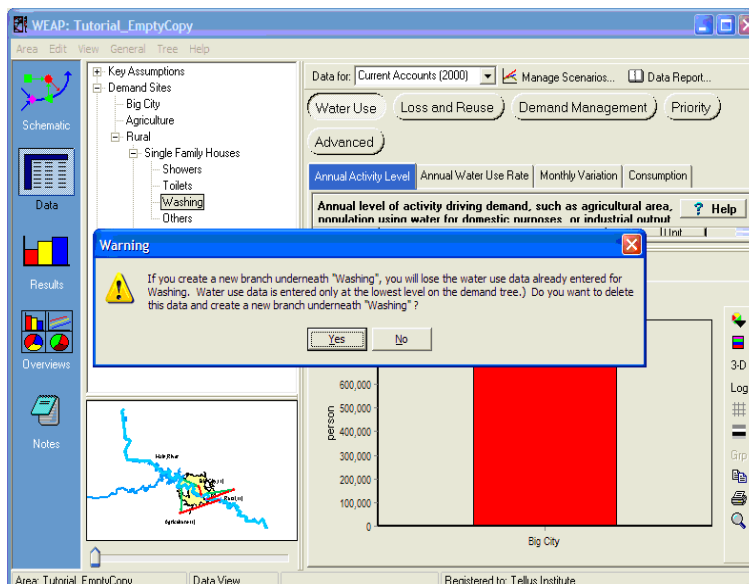 WEAP: Tutorial_EmptyCopy
Area Edit View General Tree Help
Schematic
Data
Results
Overviews
Notes
Key Assumptions
Demand Sites
Big City
Agriculture
Rural
Single Family Houses
Showers
Toilets
Washing
Others
Data for: Current Accounts (2000) Manage Scenarios... Data Report...
Water Use Loss and Reuse Demand Management Priority
Advanced
Annual Activity Level Annual Water Use Rate Monthly Variation Consumption
Annual level of activity driving demand, such as agricultural area,
population using water for domestic purposes, or industrial output
? Help
Unit
Warning
If you create a new branch underneath "Washing", you will lose the water use data already entered for
Washing. Water use data is entered only at the lowest level on the demand tree.) Do you want to delete
this data and create a new branch underneath "Washing" ?
Yes No
600,000
500,000
400,000
300,000
200,000
100,000
0
person
Big City
3-D
Log
Grp
Area: Tutorial_EmptyCopy Data View Registered to: Tellus Institute